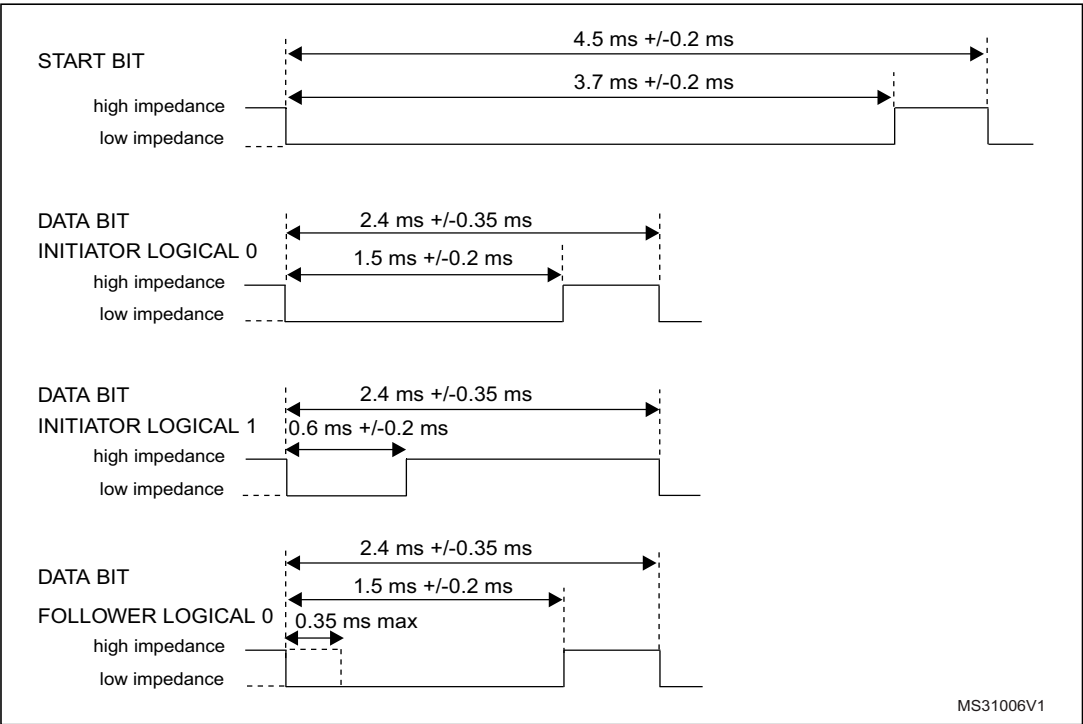 START BIT
4.5 ms +/-0.2 ms
3.7 ms +/-0.2 ms
high impedance
low impedance
DATA BIT
INITIATOR LOGICAL 0
2.4 ms +/-0.35 ms
1.5 ms +/-0.2 ms
high impedance
low impedance
DATA BIT
INITIATOR LOGICAL 1
2.4 ms +/-0.35 ms
0.6 ms +/-0.2 ms
high impedance
low impedance
DATA BIT
FOLLOWER LOGICAL 0
2.4 ms +/-0.35 ms
1.5 ms +/-0.2 ms
0.35 ms max
high impedance
low impedance
MS31006V1